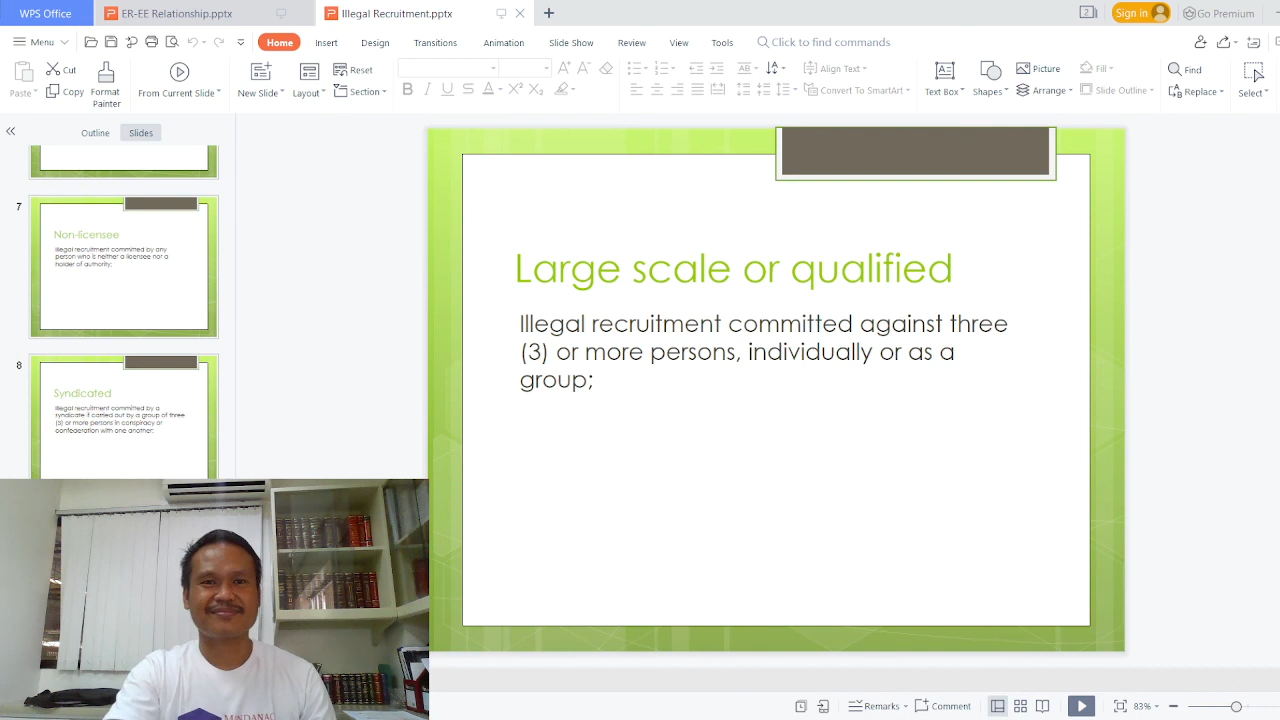 WPS Office
ER-EE Relationship.pptx
Illegal Recruitment.pptx
Sign in
Go Premium
Menu
Home
Insert
Design
Transitions
Animation
Slide Show
Review
View
Tools
Click to find commands
Cut
Copy
Format
Painter
From Current Slide
New Slide
Layout
Reset
Section
Align Text
Convert To SmartArt
Text Box
Shapes
Picture
Arrange
Fill
Slide Outline
Find
Replace
Select
Outline
Slides
7
Non-licensee
Illegal recruitment committed by any
person who is neither a licensee nor a
holder of authority;
8
Syndicated
Illegal recruitment committed by a
syndicate if carried out by a group of three
(3) or more persons in conspiracy or
confederation with one another;
Large scale or qualified
Illegal recruitment committed against three
(3) or more persons, individually or as a
group;
MINDANAO
Remarks
Comment
83%